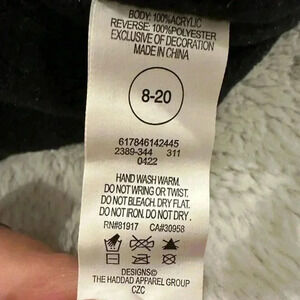 BODY: 100%ACRYLIC
REVERSE: 100%POLYESTER
EXCLUSIVE OF DECORATION
MADE IN CHINA
8-20
617846142445
2389-344 311
0422
HAND WASH WARM.
DO NOT WRING OR TWIST.
DO NOT BLEACH. DRY FLAT.
DO NOT IRON. DO NOT DRY.
RN#81917 CA#30958
DESIGNS©
THE HADDAD APPAREL GROUP
CZC